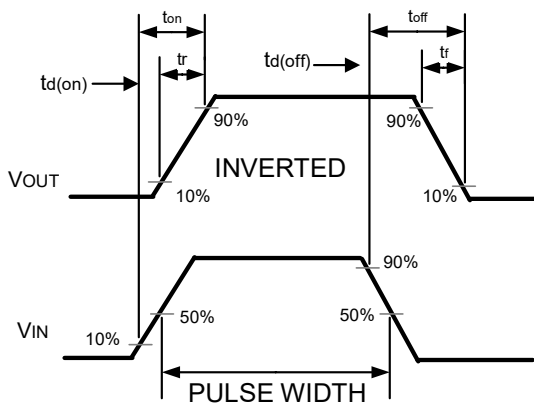 ton
toff
tr
td(off)
tf
td(on)
90%
90%
INVERTED
VOUT
10%
10%
90%
50%
50%
VIN
10%
PULSE WIDTH